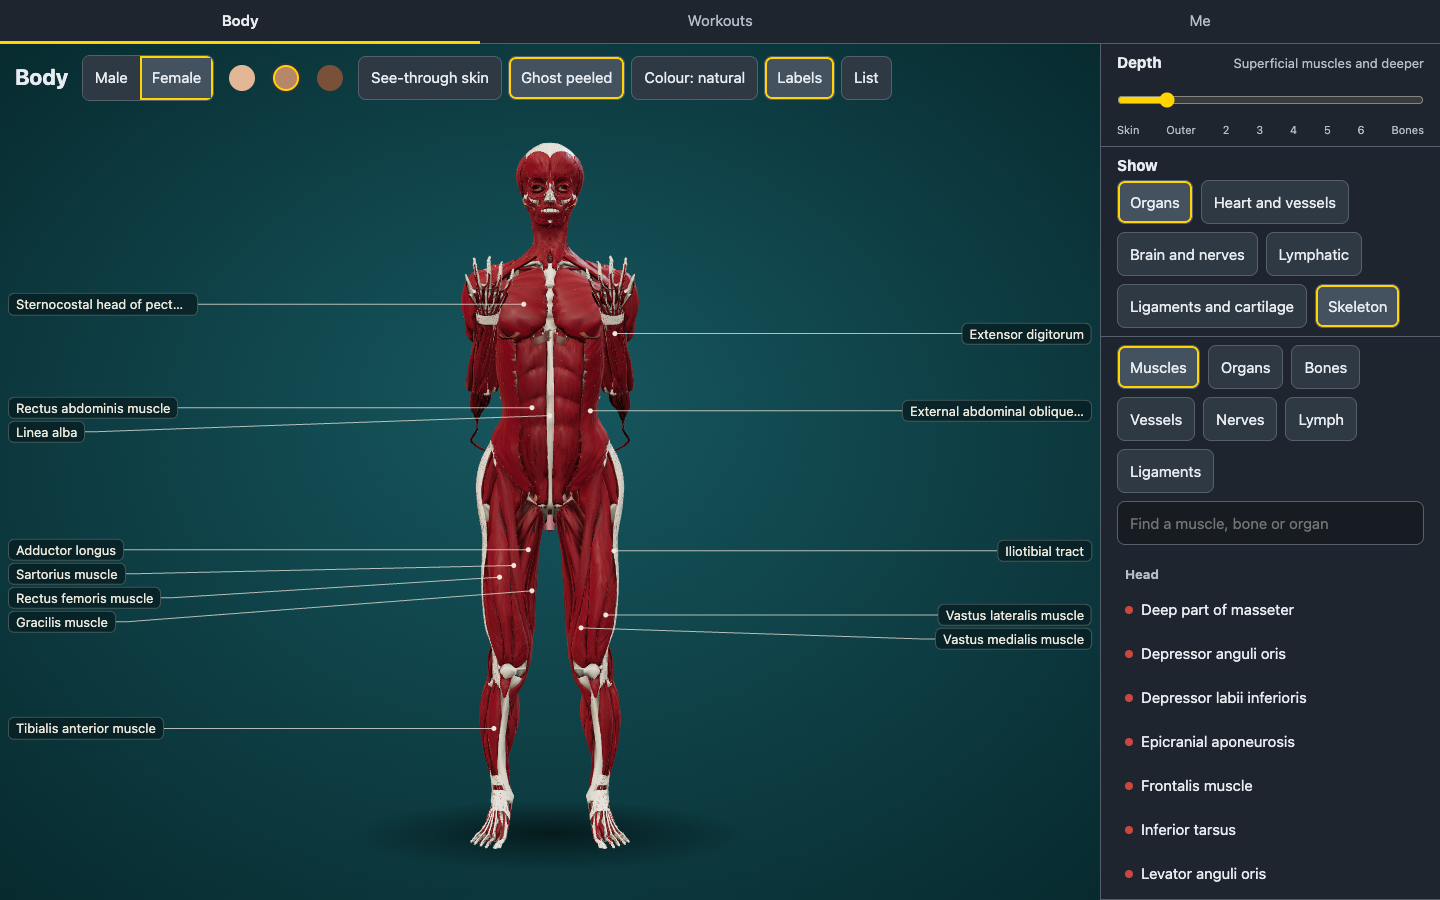 Body
Workouts
Me
Body
Male
Female
See-through skin
Ghost peeled
Colour: natural
Labels
List
Sternocostal head of pect...
Extensor digitorum
Rectus abdominis muscle
External abdominal oblique...
Linea alba
Adductor longus
Iliotibial tract
Sartorius muscle
Rectus femoris muscle
Gracilis muscle
Vastus lateralis muscle
Vastus medialis muscle
Tibialis anterior muscle
Depth
Superficial muscles and deeper
Skin Outer 2 3 4 5 6 Bones
Show
Organs
Heart and vessels
Brain and nerves
Lymphatic
Ligaments and cartilage
Skeleton
Muscles
Organs
Bones
Vessels
Nerves
Lymph
Ligaments
Find a muscle, bone or organ
Head
Deep part of masseter
Depressor anguli oris
Depressor labii inferioris
Epicranial aponeurosis
Frontalis muscle
Inferior tarsus
Levator anguli oris